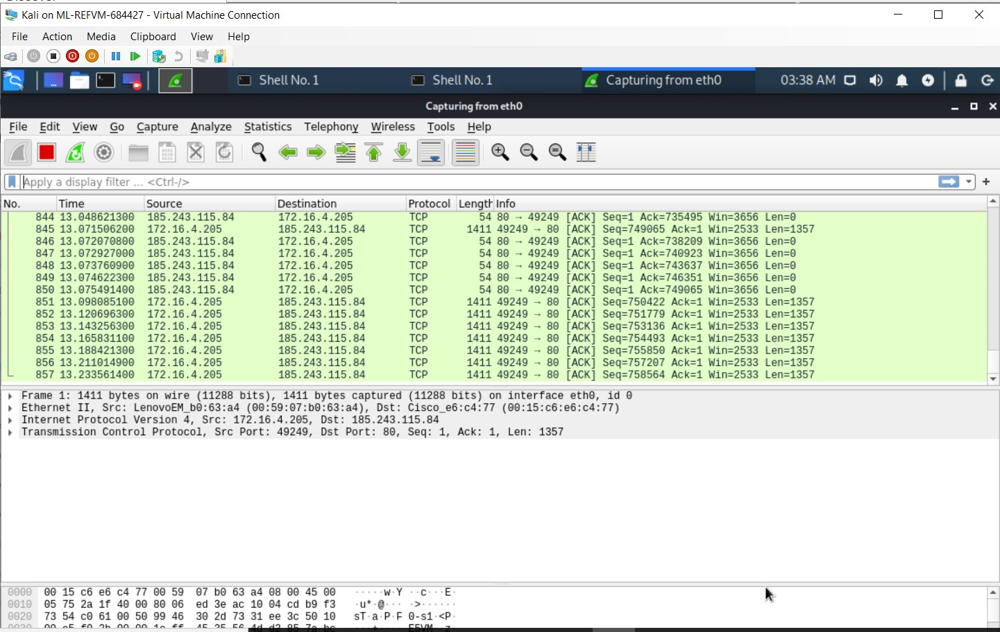 Kali on ML-REFVM-684427 - Virtual Machine Connection
File Action Media Clipboard View Help
Shell No. 1 Shell No. 1 Capturing from eth0 03:38 AM
Capturing from eth0
File Edit View Go Capture Analyze Statistics Telephony Wireless Tools Help
Apply a display filter ... <Ctrl-/>
No. Time Source Destination Protocol Length Info
844 13.048621300 185.243.115.84 172.16.4.205 TCP 54 80 → 49249 [ACK] Seq=1 Ack=735495 Win=3656 Len=0
845 13.071506200 172.16.4.205 185.243.115.84 TCP 1411 49249 → 80 [ACK] Seq=749065 Ack=1 Win=2533 Len=1357
846 13.072070800 185.243.115.84 172.16.4.205 TCP 54 80 → 49249 [ACK] Seq=1 Ack=738209 Win=3656 Len=0
847 13.072927000 185.243.115.84 172.16.4.205 TCP 54 80 → 49249 [ACK] Seq=1 Ack=740923 Win=3656 Len=0
848 13.073760900 185.243.115.84 172.16.4.205 TCP 54 80 → 49249 [ACK] Seq=1 Ack=743637 Win=3656 Len=0
849 13.074622300 185.243.115.84 172.16.4.205 TCP 54 80 → 49249 [ACK] Seq=1 Ack=746351 Win=3656 Len=0
850 13.075491400 185.243.115.84 172.16.4.205 TCP 54 80 → 49249 [ACK] Seq=1 Ack=749065 Win=3656 Len=0
851 13.098085100 172.16.4.205 185.243.115.84 TCP 1411 49249 → 80 [ACK] Seq=750422 Ack=1 Win=2533 Len=1357
852 13.120696300 172.16.4.205 185.243.115.84 TCP 1411 49249 → 80 [ACK] Seq=751779 Ack=1 Win=2533 Len=1357
853 13.143256300 172.16.4.205 185.243.115.84 TCP 1411 49249 → 80 [ACK] Seq=753136 Ack=1 Win=2533 Len=1357
854 13.165831100 172.16.4.205 185.243.115.84 TCP 1411 49249 → 80 [ACK] Seq=754493 Ack=1 Win=2533 Len=1357
855 13.188421300 172.16.4.205 185.243.115.84 TCP 1411 49249 → 80 [ACK] Seq=755850 Ack=1 Win=2533 Len=1357
856 13.211014900 172.16.4.205 185.243.115.84 TCP 1411 49249 → 80 [ACK] Seq=757207 Ack=1 Win=2533 Len=1357
857 13.233561400 172.16.4.205 185.243.115.84 TCP 1411 49249 → 80 [ACK] Seq=758564 Ack=1 Win=2533 Len=1357
Frame 1: 1411 bytes on wire (11288 bits), 1411 bytes captured (11288 bits) on interface eth0, id 0
Ethernet II, Src: LenovoEM_b0:63:a4 (00:59:07:b0:63:a4), Dst: Cisco_e6:c4:77 (00:15:c6:e6:c4:77)
Internet Protocol Version 4, Src: 172.16.4.205, Dst: 185.243.115.84
Transmission Control Protocol, Src Port: 49249, Dst Port: 80, Seq: 1, Ack: 1, Len: 1357
0000 00 15 c6 e6 c4 77 00 59 07 b0 63 a4 08 00 45 00 ·····w·Y ··c···E·
0010 05 75 2a 1f 40 00 80 06 ed 3e ac 10 04 cd b9 f3 ·u*·@··· ·>······
0020 73 54 c0 61 00 50 99 46 30 2d 73 31 ee 3c 50 10 sT·a·P·F 0-s1·<P·